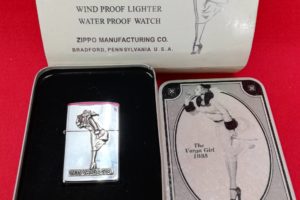 WIND PROOF LIGHTER
WATER PROOF WATCH
ZIPPO MANUFACTURING CO.
BRADFORD, PENNSYLVANIA U. S. A.
The
Varga Girl
1935